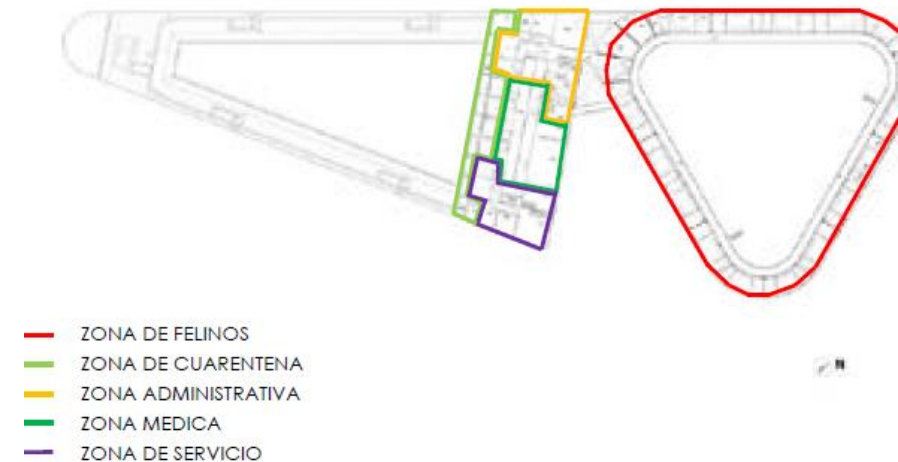 N
ZONA DE FELINOS
ZONA DE CUARENTENA
ZONA ADMINISTRATIVA
ZONA MEDICA
ZONA DE SERVICIO